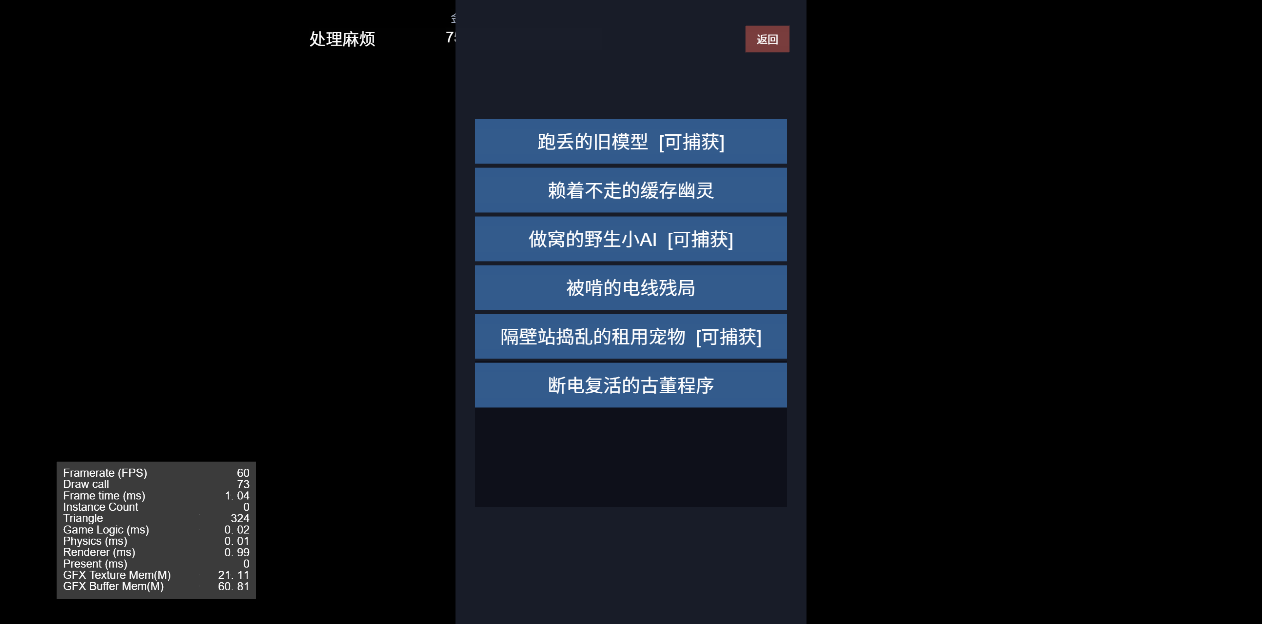 处理麻烦
75
返回
跑丢的旧模型 [可捕获]
赖着不走的缓存幽灵
做窝的野生小AI [可捕获]
被啃的电线残局
隔壁站捣乱的租用宠物 [可捕获]
断电复活的古董程序
Framerate (FPS) 60
Draw call 73
Frame time (ms) 1. 04
Instance Count 0
Triangle 324
Game Logic (ms) 0. 02
Physics (ms) 0. 01
Renderer (ms) 0. 99
Present (ms) 0
GFX Texture Mem(M) 21. 11
GFX Buffer Mem(M) 60. 81